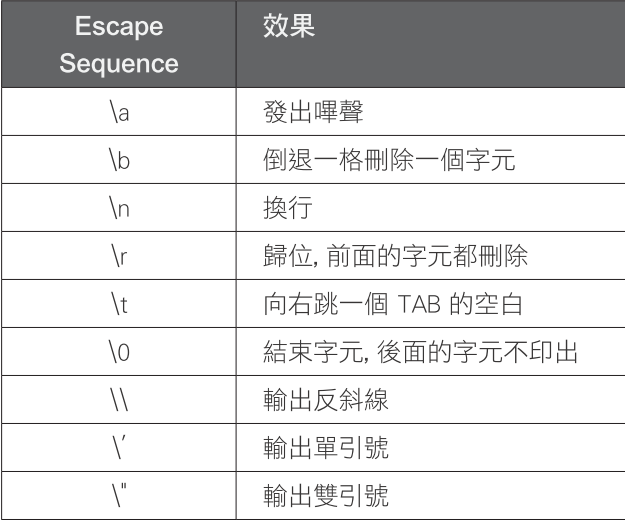 Escape
Sequence
效果
\a 發出嗶聲
\b 倒退一格刪除一個字元
\n 換行
\r 歸位, 前面的字元都刪除
\t 向右跳一個 TAB 的空白
\0 結束字元, 後面的字元不印出
\\ 輸出反斜線
\' 輸出單引號
\" 輸出雙引號